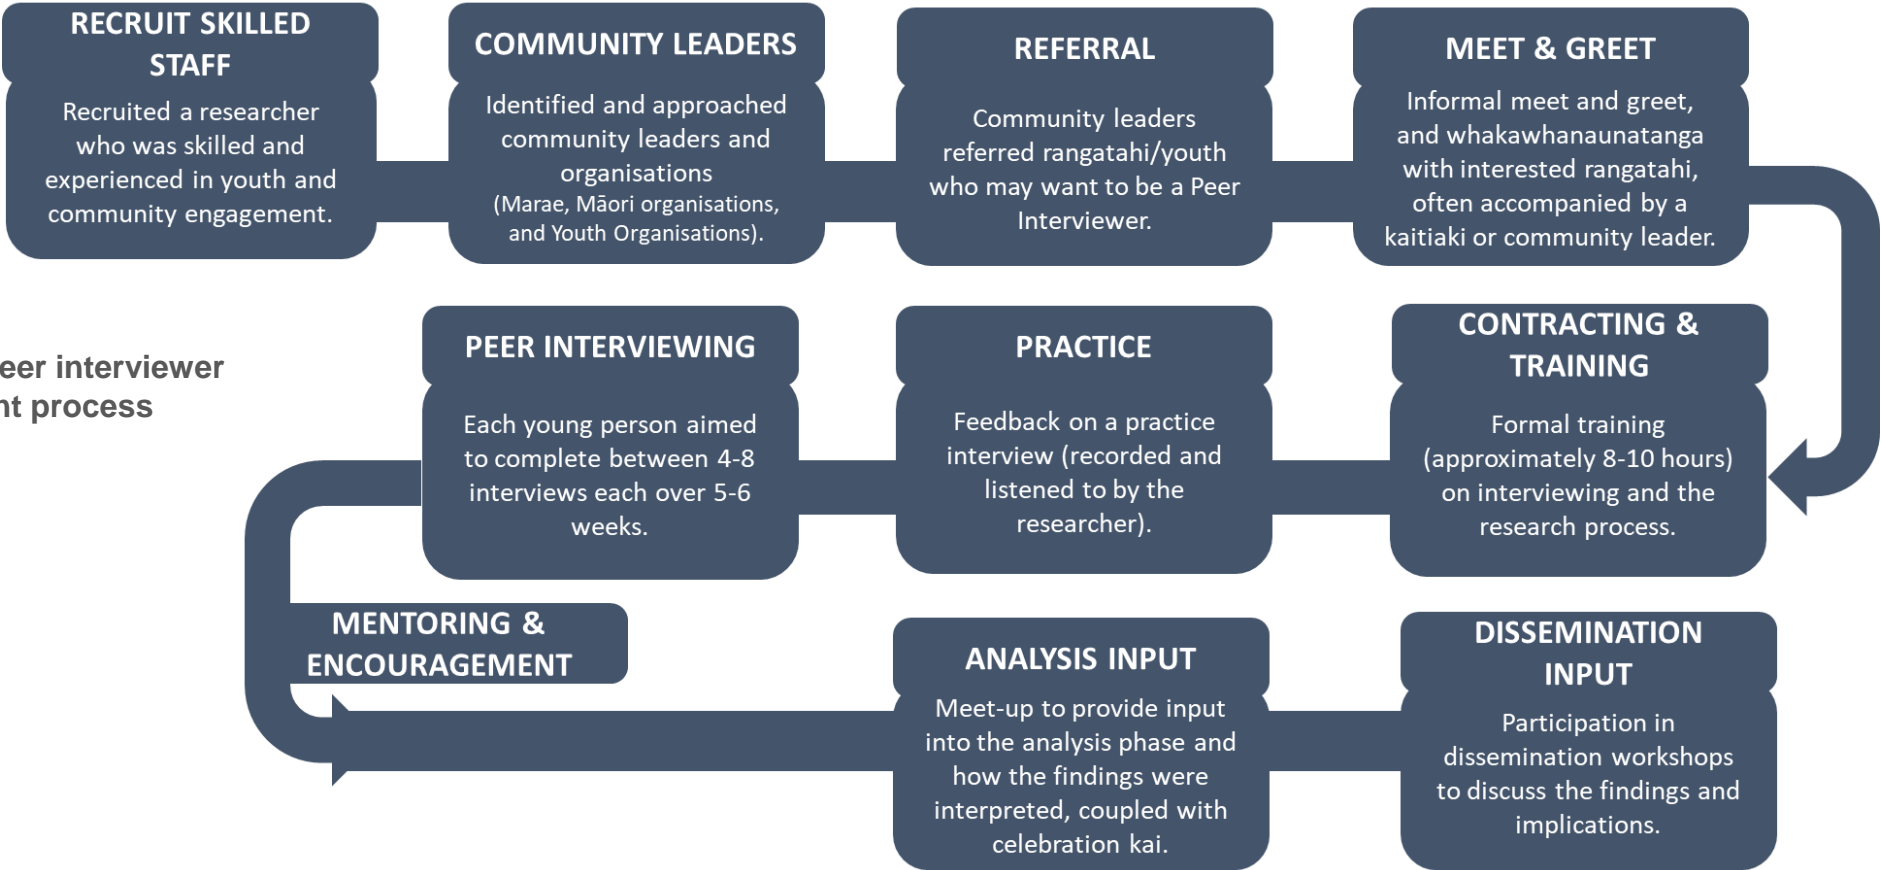 RECRUIT SKILLED
STAFF
Recruited a researcher
who was skilled and
experienced in youth and
community engagement.
COMMUNITY LEADERS
Identified and approached
community leaders and
organisations
(Marae, Māori organisations,
and Youth Organisations).
REFERRAL
Community leaders
referred rangatahi/youth
who may want to be a Peer
Interviewer.
MEET & GREET
Informal meet and greet,
and whakawhanaunatanga
with interested rangatahi,
often accompanied by a
kaitiaki or community leader.
CONTRACTING &
TRAINING
Formal training
(approximately 8-10 hours)
on interviewing and the
research process.
PRACTICE
Feedback on a practice
interview (recorded and
listened to by the
researcher).
PEER INTERVIEWING
Each young person aimed
to complete between 4-8
interviews each over 5-6
weeks.
eer interviewer
nt process
MENTORING &
ENCOURAGEMENT
ANALYSIS INPUT
Meet-up to provide input
into the analysis phase and
how the findings were
interpreted, coupled with
celebration kai.
DISSEMINATION
INPUT
Participation in
dissemination workshops
to discuss the findings and
implications.